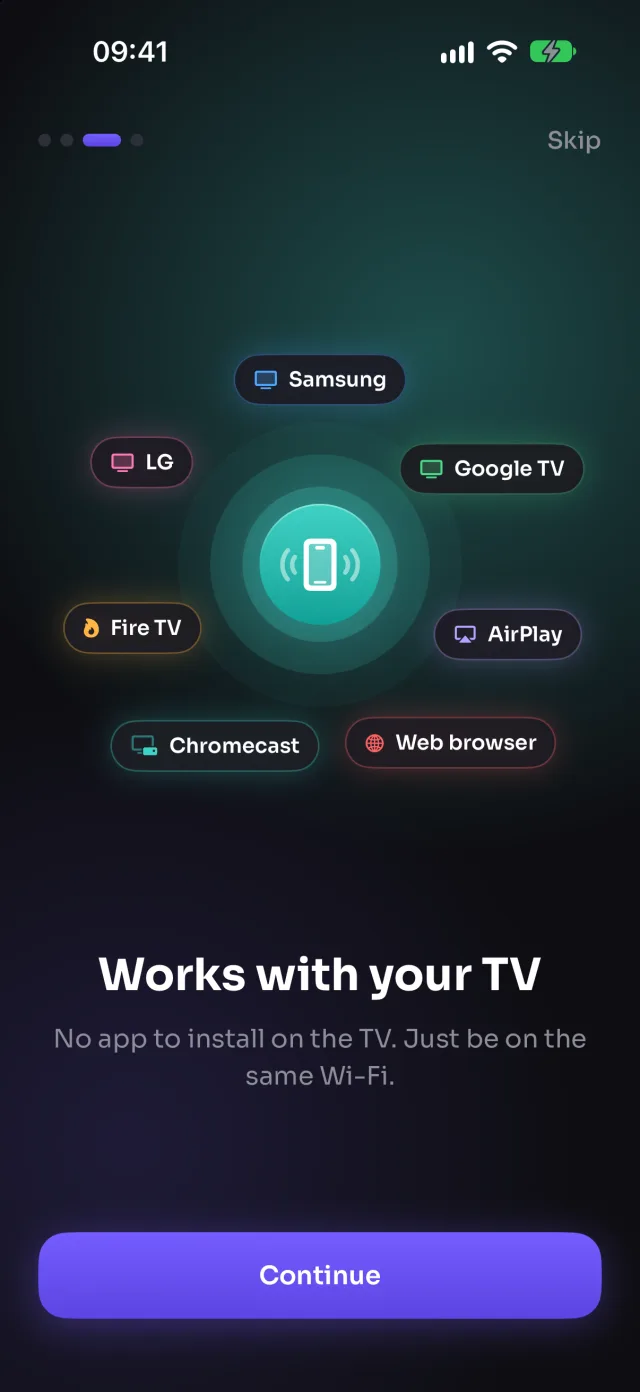 09:41
Skip
Samsung
LG
Google TV
Fire TV
AirPlay
Chromecast
Web browser
Works with your TV
No app to install on the TV. Just be on the
same Wi-Fi.
Continue